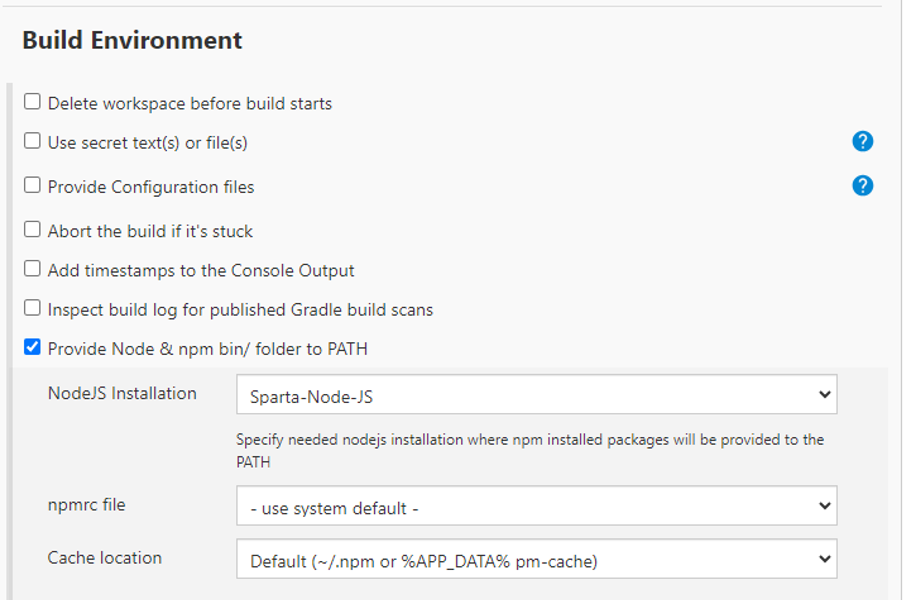 Build Environment
Delete workspace before build starts
Use secret text(s) or file(s)
?
Provide Configuration files
?
Abort the build if it's stuck
Add timestamps to the Console Output
Inspect build log for published Gradle build scans
Provide Node & npm bin/ folder to PATH
NodeJS Installation
Sparta-Node-JS
Specify needed nodejs installation where npm installed packages will be provided to the
PATH
npmrc file
- use system default -
Cache location
Default (~/.npm or %APP_DATA% pm-cache)